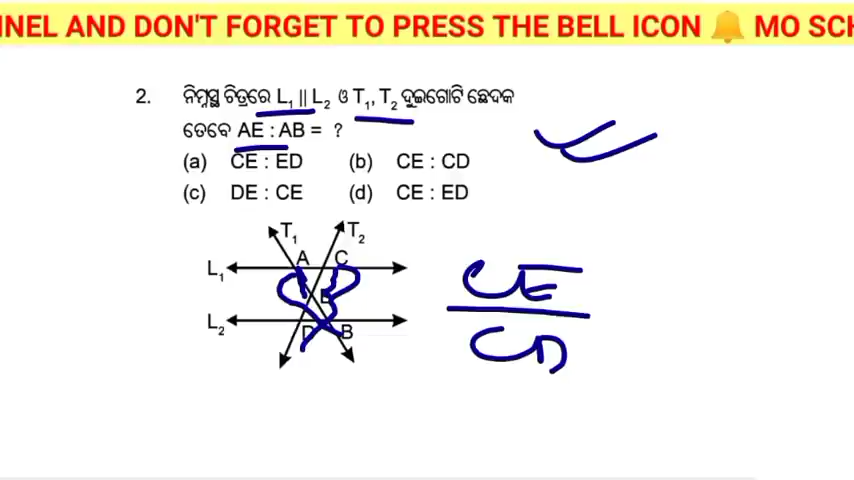 NNEL AND DON'T FORGET TO PRESS THE BELL ICON 🔔 MO SCH
2. ନିମ୍ନସ୍ଥ ଚିତ୍ରରେ L₁ || L₂ ଓ T₁, T₂ ଦୁଇଗୋଟି ଛେଦକ
ତେବେ AE : AB = ?
(a) CE : ED (b) CE : CD
(c) DE : CE (d) CE : ED
T₁ T₂
L₁ A C
E
L₂ D B
CE
CD